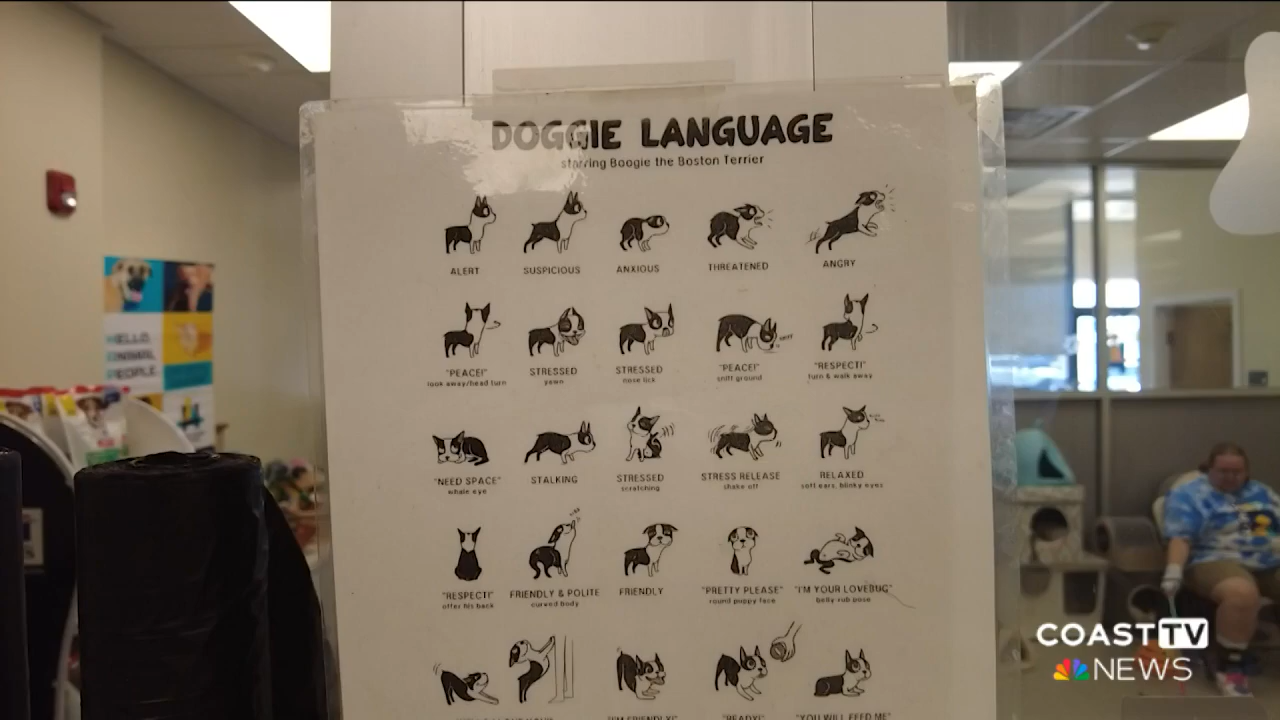 DOGGIE LANGUAGE
starring Boogie the Boston Terrier
ALERT SUSPICIOUS ANXIOUS THREATENED ANGRY
"PEACE!" STRESSED STRESSED "PEACE!" "RESPECT!"
look away/head turn yawn nose lick sniff ground turn & walk away
"NEED SPACE" STALKING STRESSED STRESS RELEASE RELAXED
whale eye scratching shake off soft ears, blinky eyes
"RESPECT!" FRIENDLY & POLITE FRIENDLY "PRETTY PLEASE" "I'M YOUR LOVEBUG"
offer his back curved body round puppy face belly rub pose
"I'M FRIENDLY!" "READY!" "YOU WILL FEED ME"
HELLO,
ANIMAL
PEOPLE.
COAST TV
NEWS